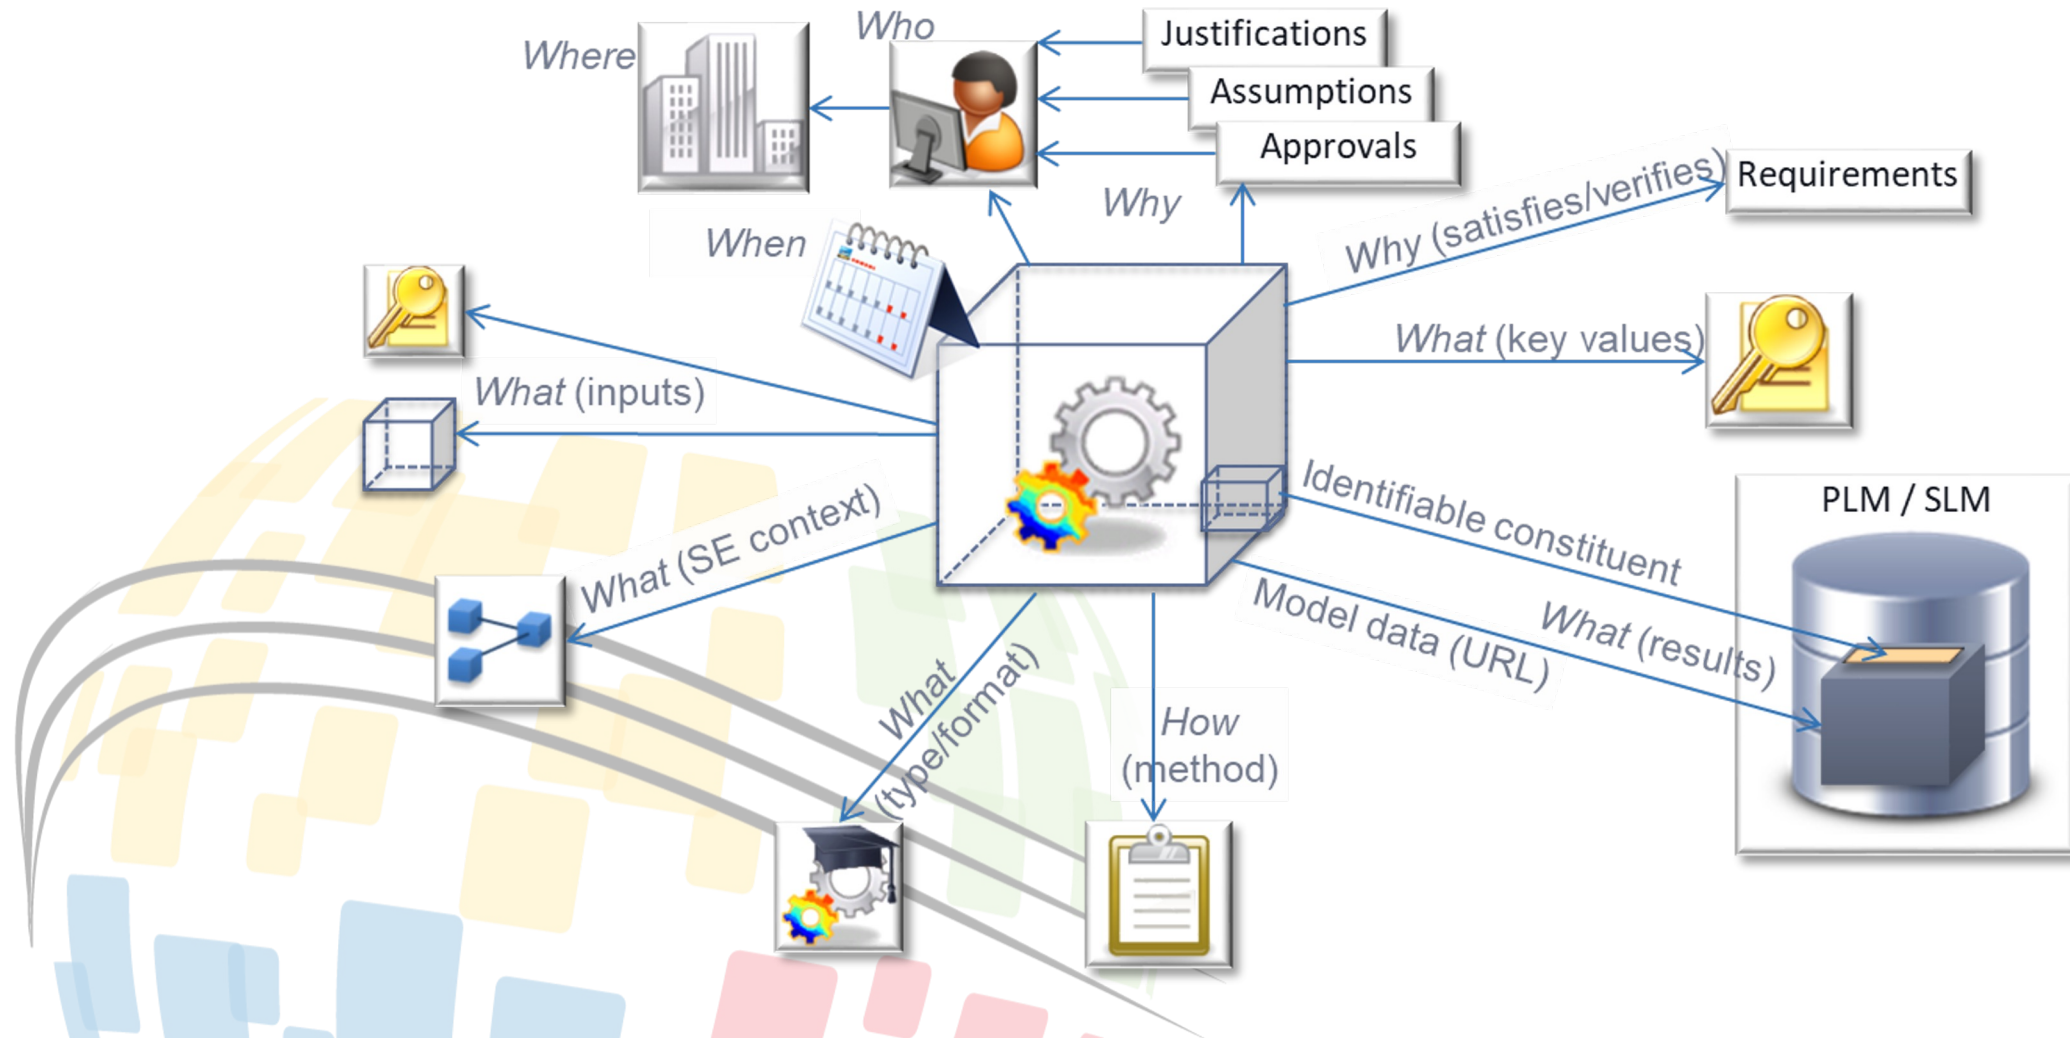 Who
Justifications
Where
Assumptions
Approvals
Why (satisfies/verifies)
Requirements
Why
When
What (key values)
What (inputs)
Identifiable constituent
PLM / SLM
What (SE context)
Model data (URL)
What (results)
What
(type/format)
How
(method)